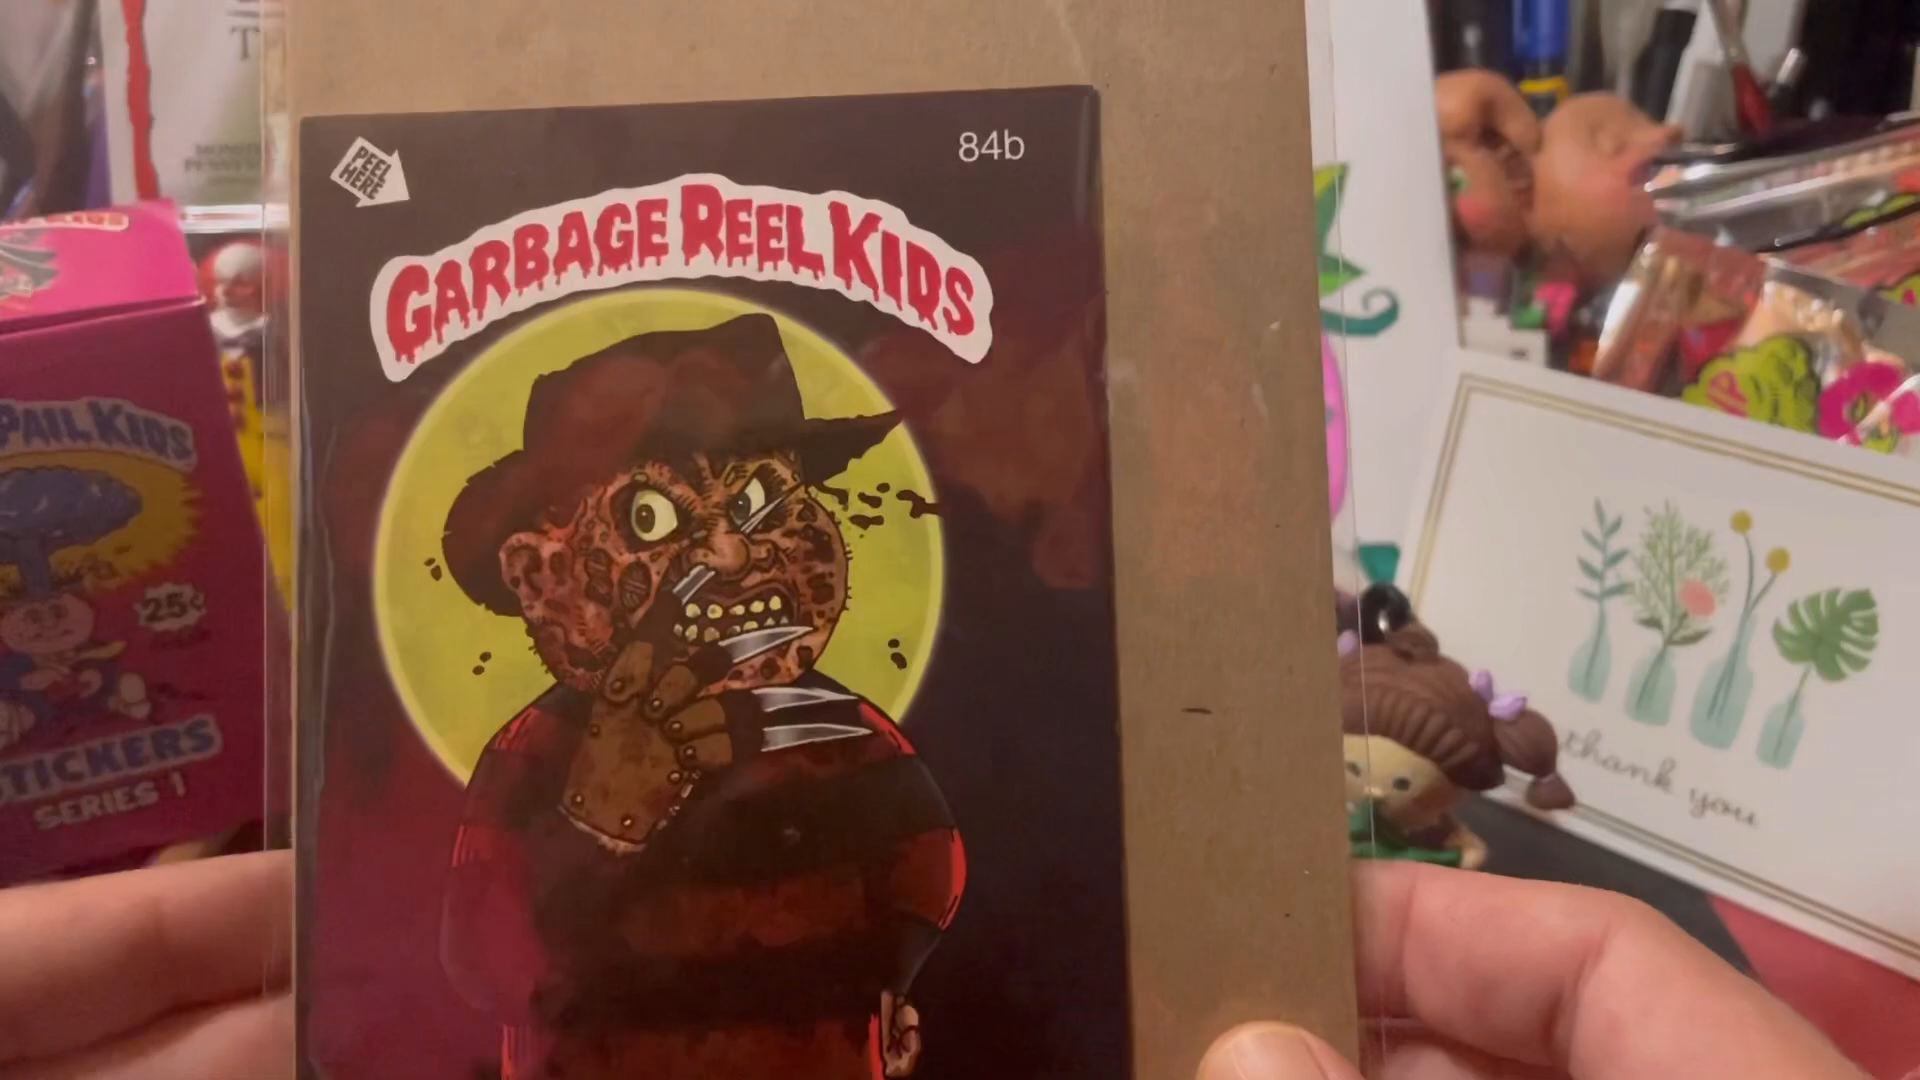 PEEL
HERE
84b
GARBAGE REEL KIDS
PAIL KIDS
25¢
STICKERS
SERIES 1
thank you